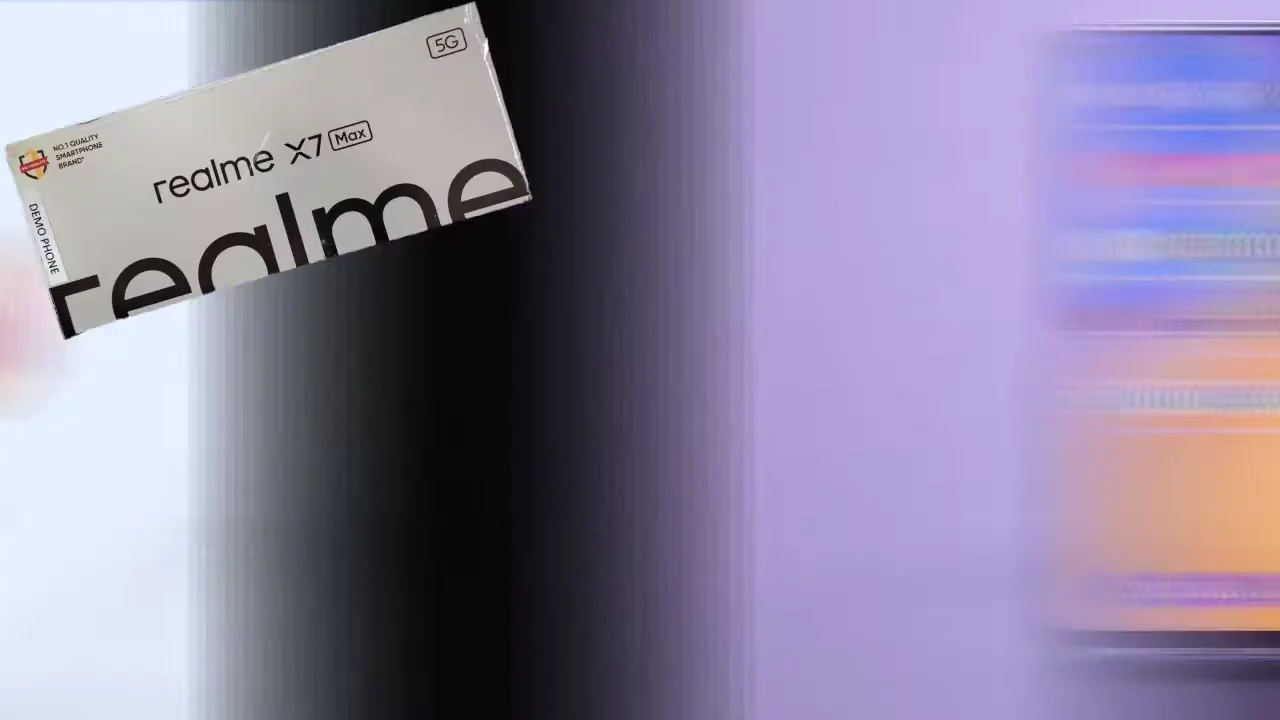 5G
NO.1 QUALITY
SMARTPHONE
BRAND*
realme X7 Max
DEMO PHONE
realme